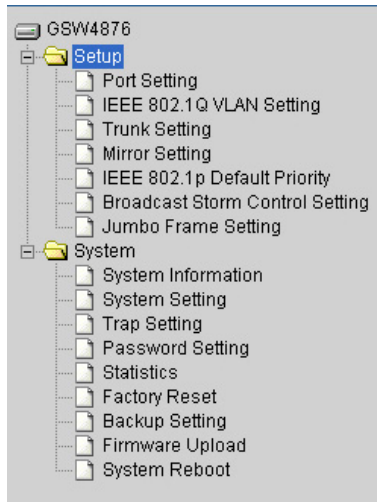 GSW4876
Setup
Port Setting
IEEE 802.1Q VLAN Setting
Trunk Setting
Mirror Setting
IEEE 802.1p Default Priority
Broadcast Storm Control Setting
Jumbo Frame Setting
System
System Information
System Setting
Trap Setting
Password Setting
Statistics
Factory Reset
Backup Setting
Firmware Upload
System Reboot